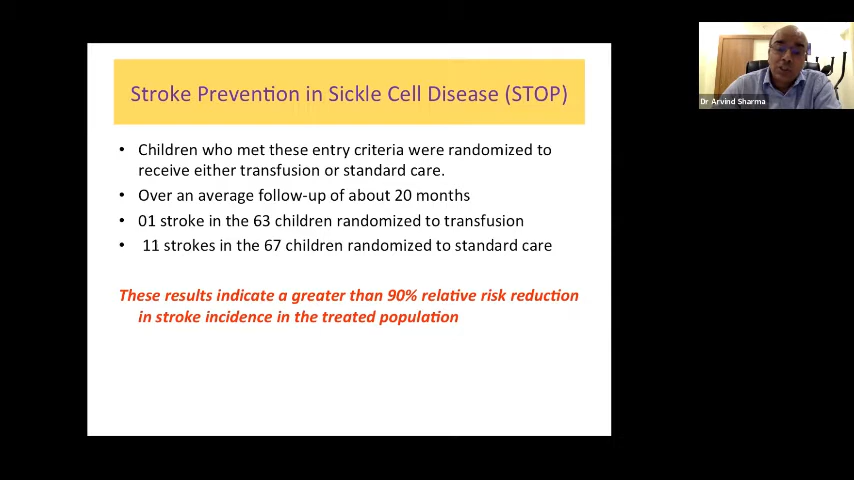 Stroke Prevention in Sickle Cell Disease (STOP)
• Children who met these entry criteria were randomized to
receive either transfusion or standard care.
• Over an average follow-up of about 20 months
• 01 stroke in the 63 children randomized to transfusion
• 11 strokes in the 67 children randomized to standard care
These results indicate a greater than 90% relative risk reduction
in stroke incidence in the treated population
Dr Arvind Sharma